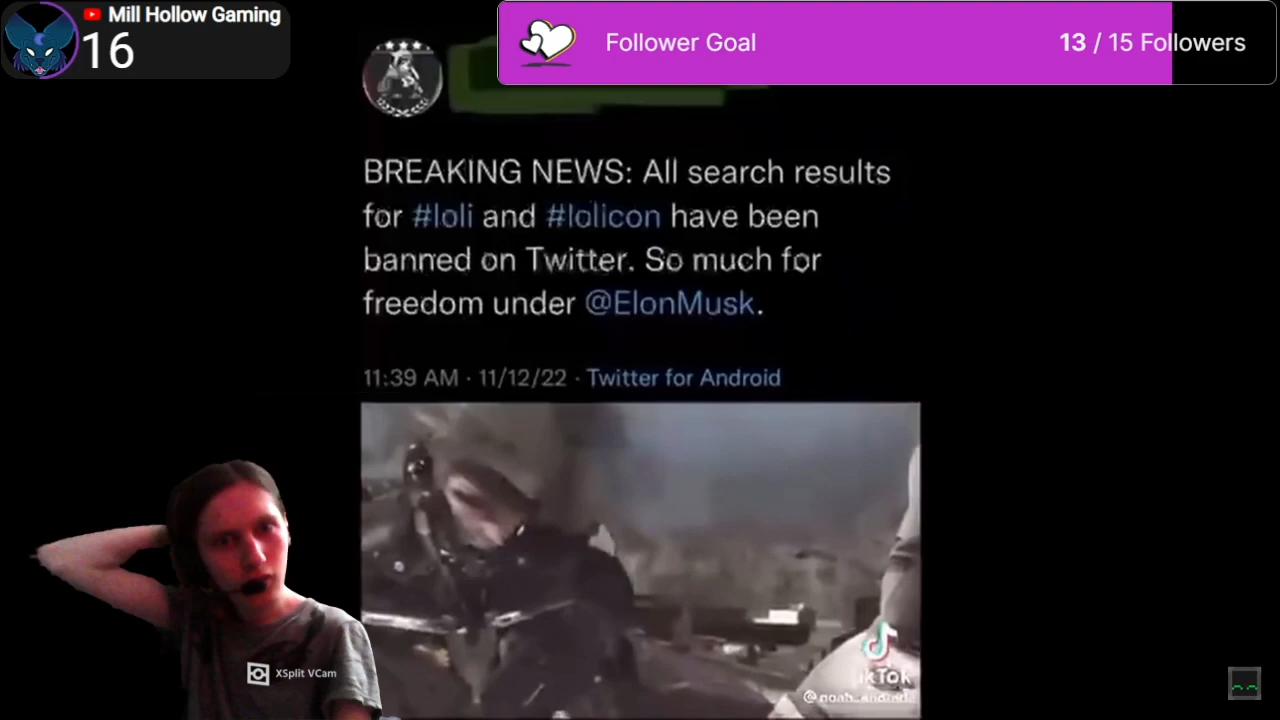 Mill Hollow Gaming
16
Follower Goal
13 / 15 Followers
BREAKING NEWS: All search results
for #loli and #lolicon have been
banned on Twitter. So much for
freedom under @ElonMusk.
11:39 AM · 11/12/22 · Twitter for Android
XSplit VCam
TikTok